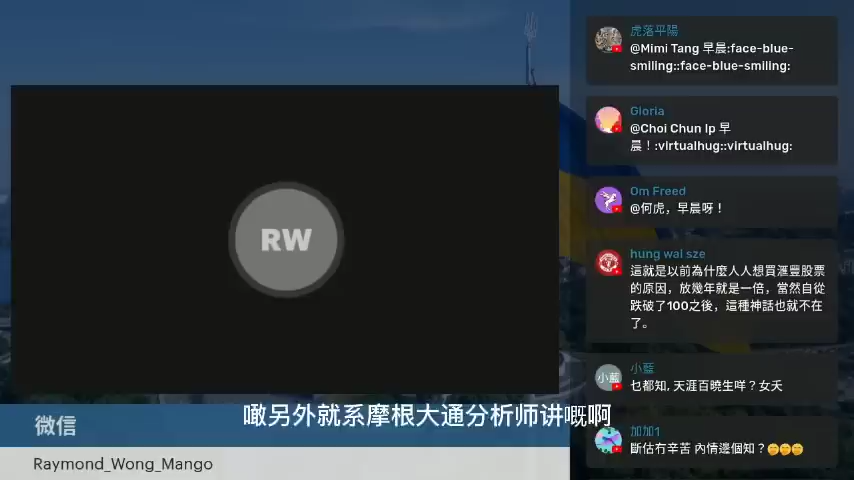 虎落平陽
@Mimi Tang 早晨:face-blue-
smiling::face-blue-smiling:
Gloria
@Choi Chun Ip 早
晨！:virtualhug::virtualhug:
RW
Om Freed
@何虎，早晨呀！
hung wai sze
這就是以前為什麼人人想買滙豐股票
的原因，放幾年就是一倍，當然自從
跌破了100之後，這種神話也就不在
了。
小藍
小藍
乜都知, 天涯百曉生咩？女夭
噉另外就系摩根大通分析师讲嘅啊
微信
加加1
斷估冇辛苦 內情邊個知？🤭🤭🤭
Raymond_Wong_Mango